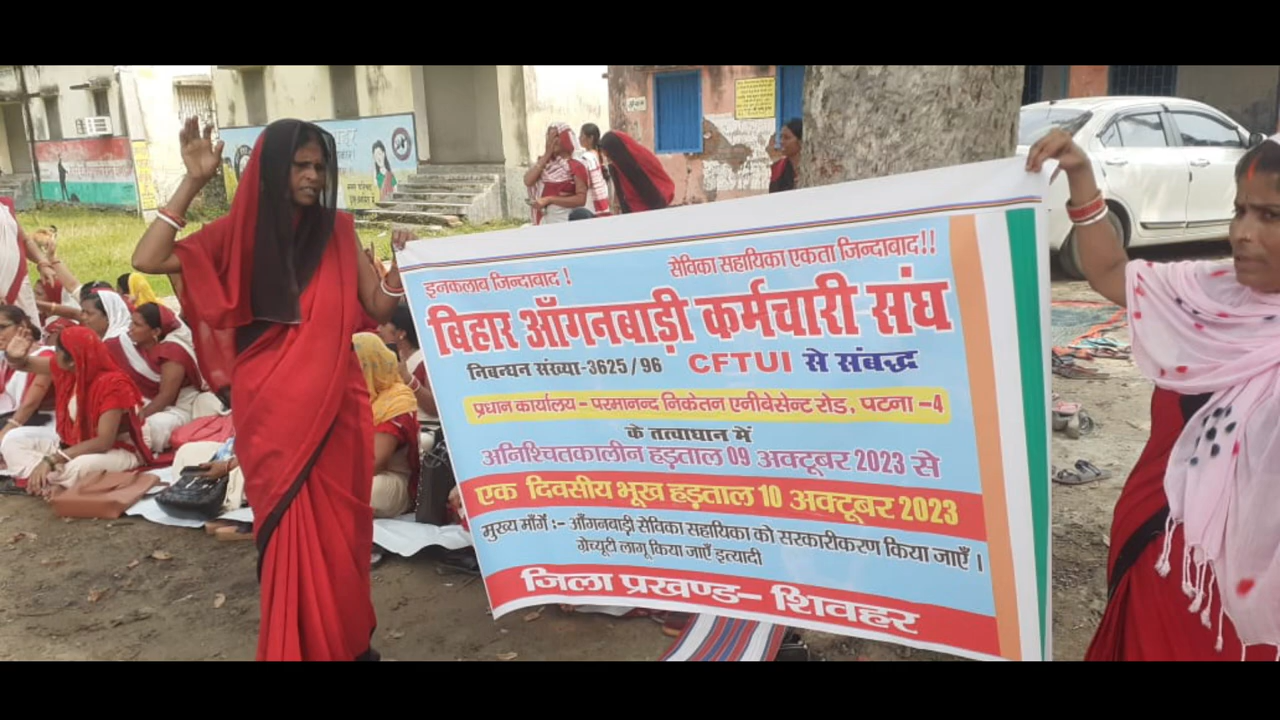 इनकलाव जिन्दावाद !
सेविका सहायिका एकता जिन्दाबाद!!
बिहार आँगनबाड़ी कर्मचारी संघ
निबन्धन संख्या-3625 / 96 CFTUI से संबद्ध
प्रधान कार्यालय - परमानन्द निकेतन एनीबेसेन्ट रोड, पटना -4
के तत्वाधान में
अनिश्चितकालीन हड़ताल 09 अक्टूबर 2023 से
एक दिवसीय भूख हड़ताल 10 अक्टूबर 2023
मुख्य माँगें :- आँगनबाड़ी सेविका सहायिका को सरकारीकरण किया जाएँ ।
ग्रेच्यूटी लागू किया जाएँ इत्यादी
जिला प्रखण्ड- शिवहर